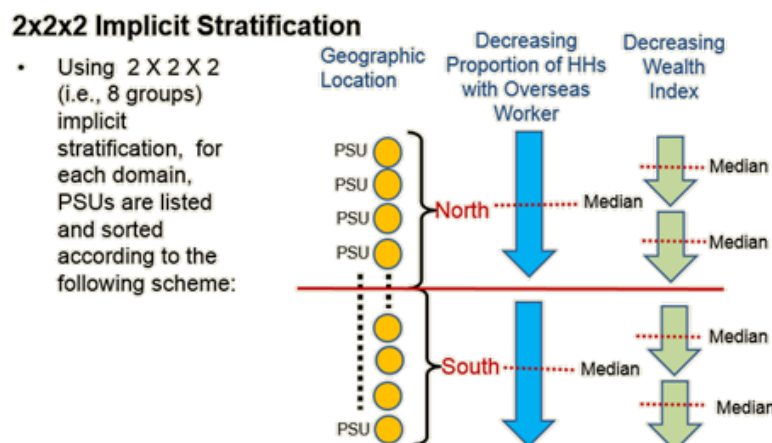 2x2x2 Implicit Stratification
• Using 2 X 2 X 2
(i.e., 8 groups)
implicit
stratification, for
each domain,
PSUs are listed
and sorted
according to the
following scheme:
Geographic
Location
Decreasing
Proportion of HHs
with Overseas
Worker
Decreasing
Wealth
Index
PSU
PSU
PSU
PSU
North
Median
Median
Median
South
Median
Median
Median
PSU